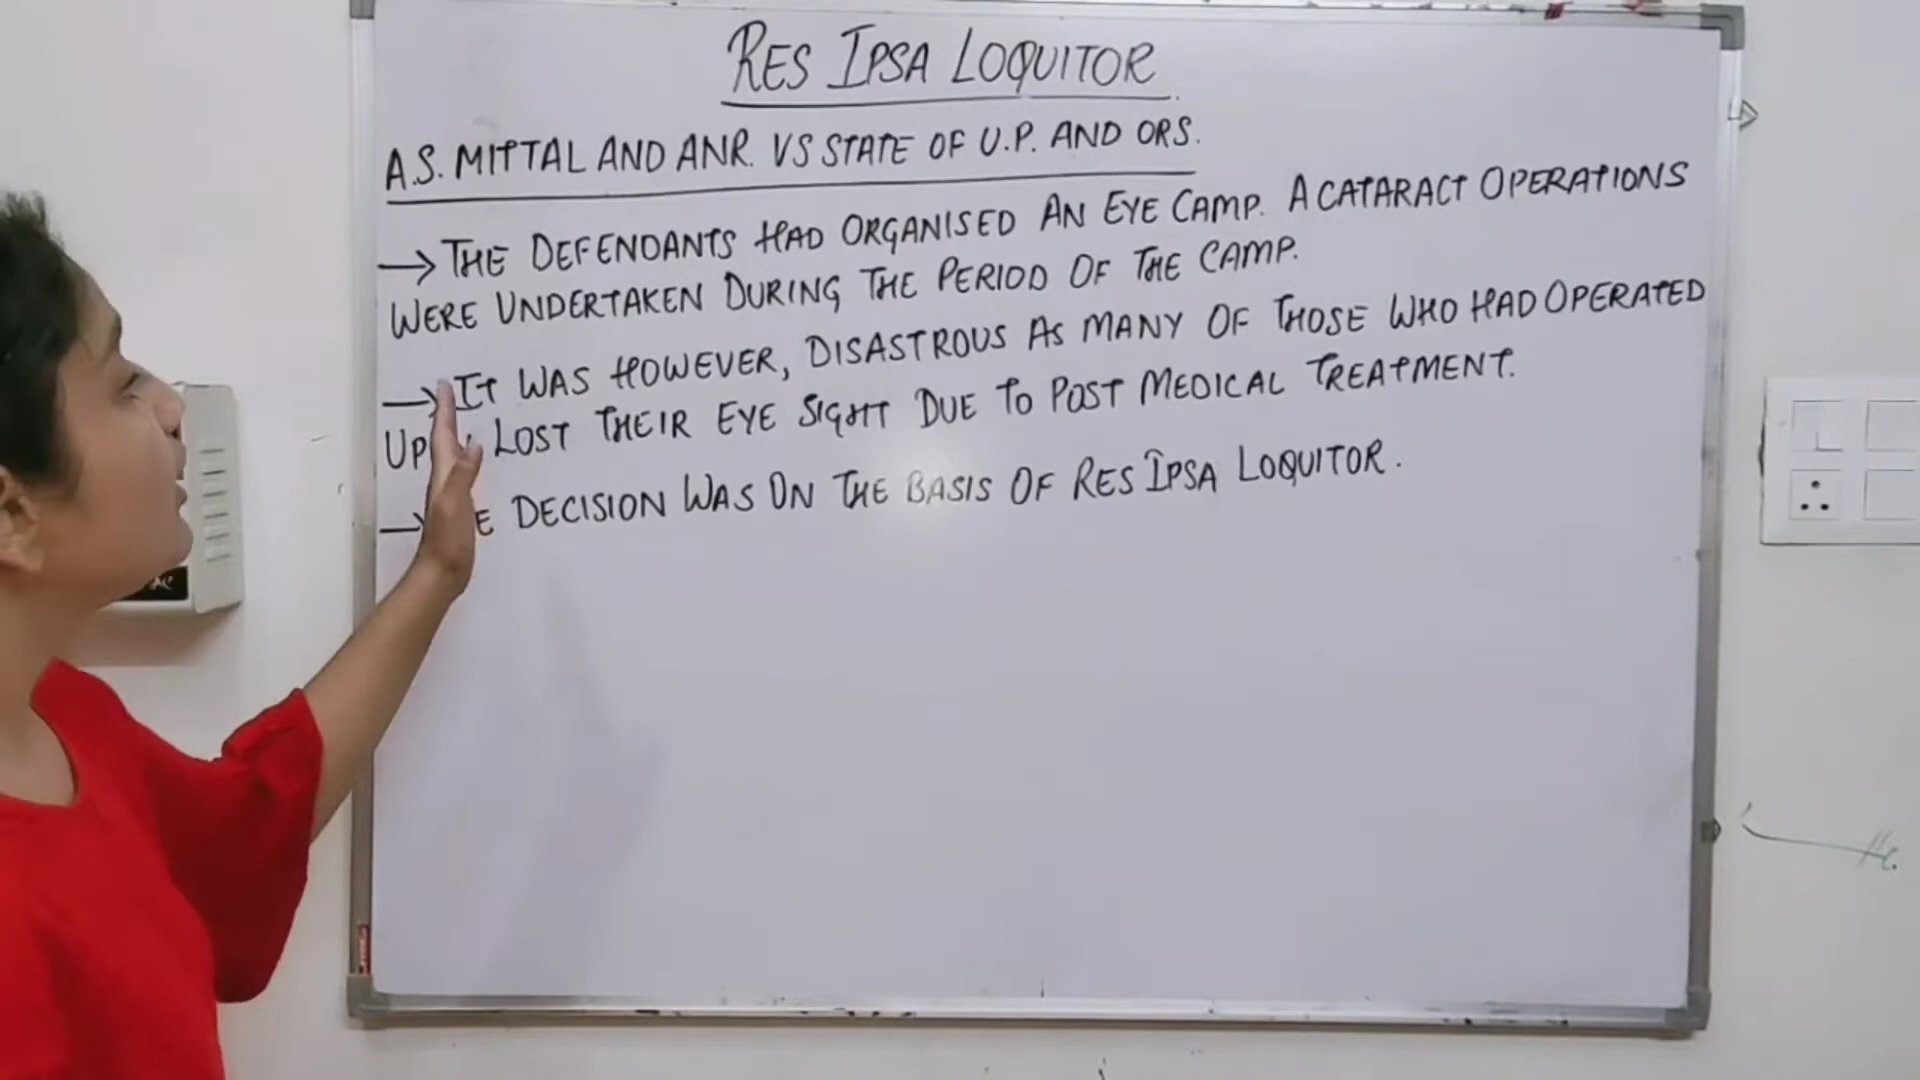 RES IPSA LOQUITOR
A.S. MITTAL AND ANR. VS STATE OF U.P. AND ORS.
→ THE DEFENDANTS HAD ORGANISED AN EYE CAMP. A CATARACT OPERATIONS
WERE UNDERTAKEN DURING THE PERIOD OF THE CAMP.
→ IT WAS HOWEVER, DISASTROUS AS MANY OF THOSE WHO HAD OPERATED
LOST THEIR EYE SIGHT DUE TO POST MEDICAL TREATMENT.
→ DECISION WAS ON THE BASIS OF RES IPSA LOQUITOR.